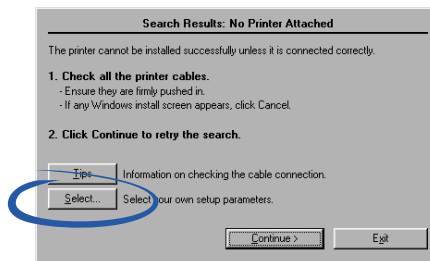 Search Results: No Printer Attached
The printer cannot be installed successfully unless it is connected correctly.
1. Check all the printer cables.
- Ensure they are firmly pushed in.
- If any Windows install screen appears, click Cancel.
2. Click Continue to retry the search.
Tips Information on checking the cable connection.
Select... Select your own setup parameters.
Continue > Exit